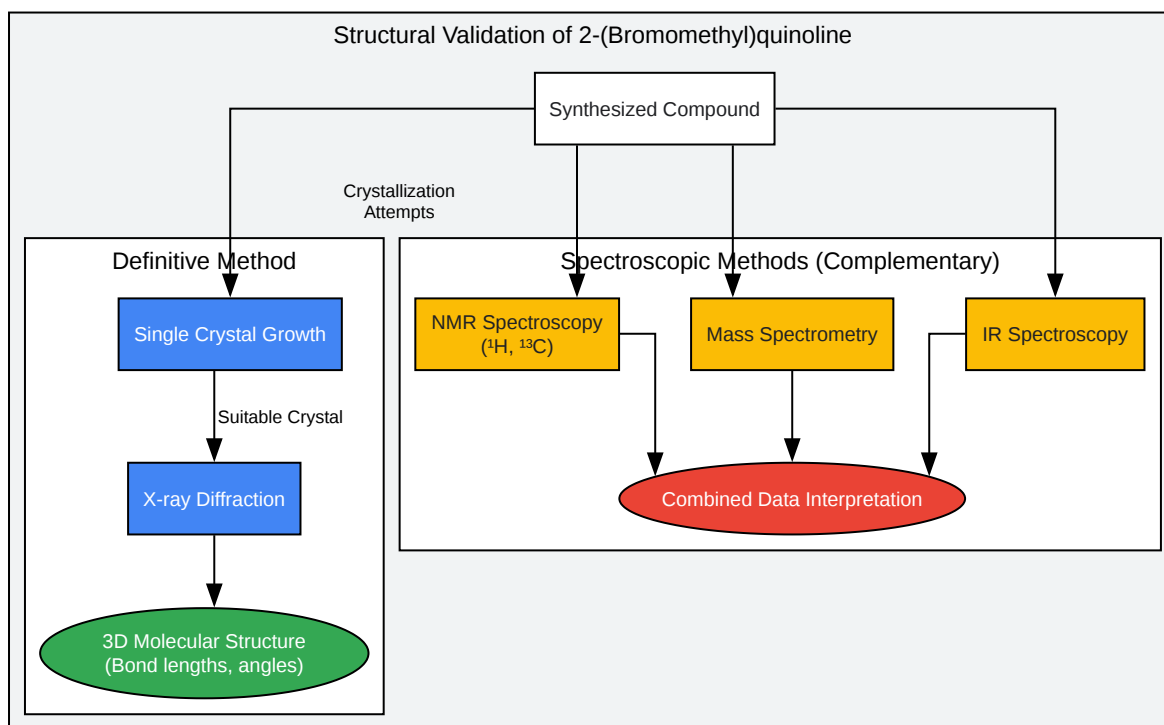 Structural Validation of 2-(Bromomethyl)quinoline
Synthesized Compound
Crystallization
Attempts
Definitive Method
Single Crystal Growth
Suitable Crystal
X-ray Diffraction
3D Molecular Structure
(Bond lengths, angles)
Spectroscopic Methods (Complementary)
NMR Spectroscopy
(¹H, ¹³C)
Mass Spectrometry
IR Spectroscopy
Combined Data Interpretation